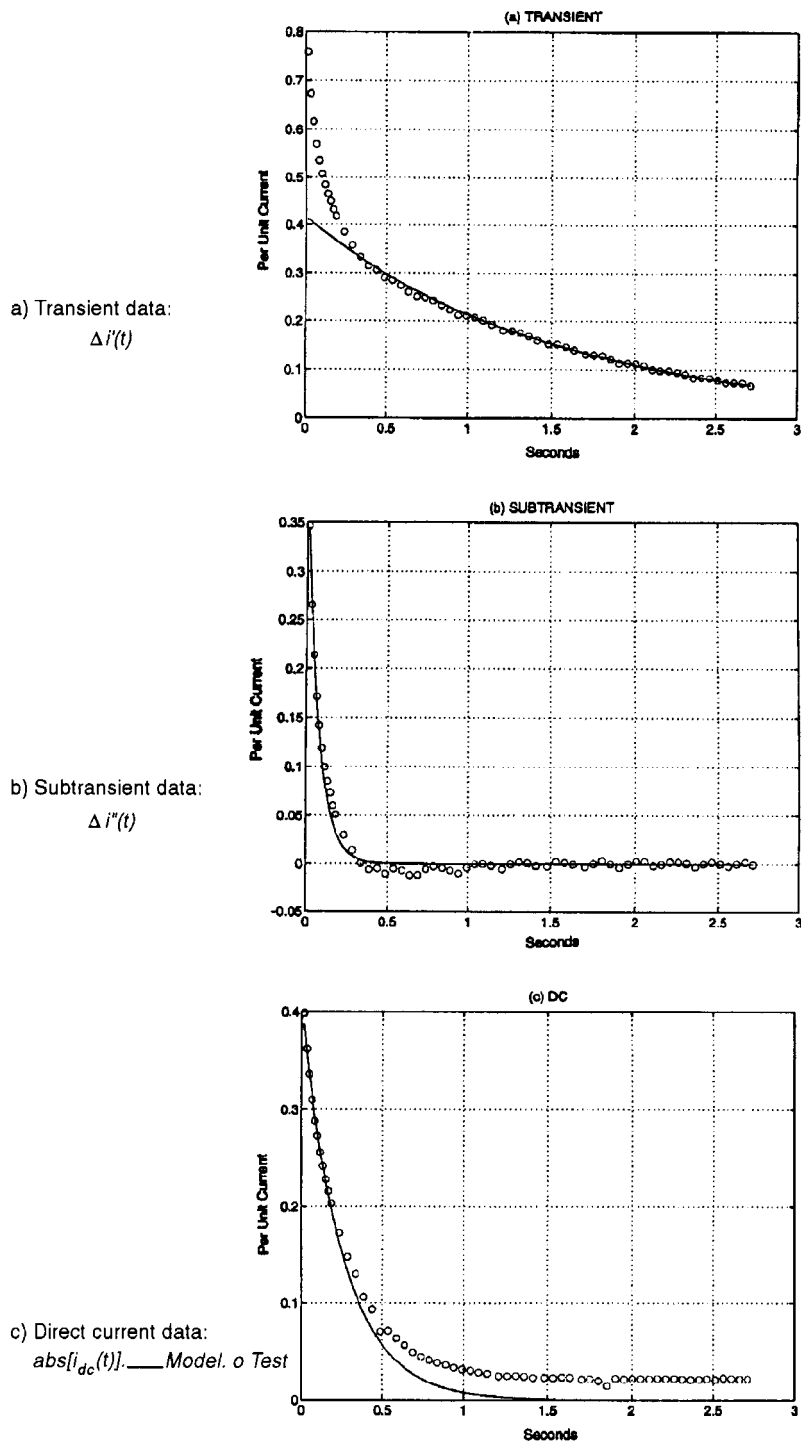 (a) TRANSIENT
0.8
0.7
0.6
0.5
0.4
0.3
0.2
0.1
0
Per Unit Current
0 0.5 1 1.5 2 2.5 3
Seconds
a) Transient data:
Δ i'(t)
(b) SUBTRANSIENT
0.35
0.3
0.25
0.2
0.15
0.1
0.05
0
-0.05
Per Unit Current
0 0.5 1 1.5 2 2.5 3
Seconds
b) Subtransient data:
Δ i"(t)
(c) DC
0.4
0.3
0.2
0.1
0
Per Unit Current
0 0.5 1 1.5 2 2.5 3
Seconds
c) Direct current data:
abs[i_dc(t)].___Model. o Test